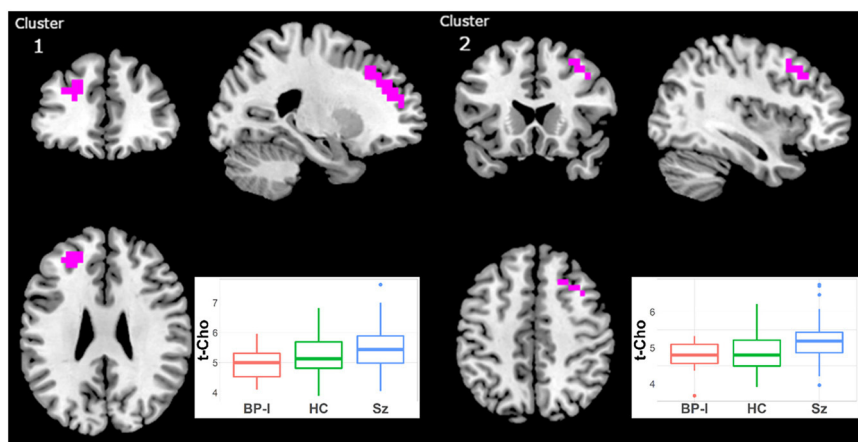 Cluster
1
Cluster
2
t-Cho
7
6
5
4
BP-I HC Sz
t-Cho
6
5
4
BP-I HC Sz